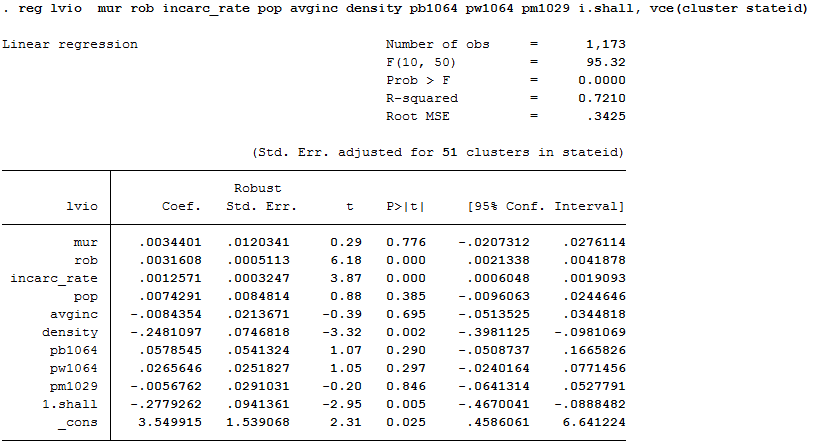 . reg lvio  mur rob incarc_rate pop avginc density pb1064 pw1064 pm1029 i.shall, vce(cluster stateid)
Linear regression Number of obs = 1,173
F(10, 50) = 95.32
Prob > F = 0.0000
R-squared = 0.7210
Root MSE = .3425
(Std. Err. adjusted for 51 clusters in stateid)
Robust
lvio Coef. Std. Err. t P>|t| [95% Conf. Interval]
mur .0034401 .0120341 0.29 0.776 -.0207312 .0276114
rob .0031608 .0005113 6.18 0.000 .0021338 .0041878
incarc_rate .0012571 .0003247 3.87 0.000 .0006048 .0019093
pop .0074291 .0084814 0.88 0.385 -.0096063 .0244646
avginc -.0084354 .0213671 -0.39 0.695 -.0513525 .0344818
density -.2481097 .0746818 -3.32 0.002 -.3981125 -.0981069
pb1064 .0578545 .0541324 1.07 0.290 -.0508737 .1665826
pw1064 .0265646 .0251827 1.05 0.297 -.0240164 .0771456
pm1029 -.0056762 .0291031 -0.20 0.846 -.0641314 .0527791
1.shall -.2779262 .0941361 -2.95 0.005 -.4670041 -.0888482
_cons 3.549915 1.539068 2.31 0.025 .4586061 6.641224